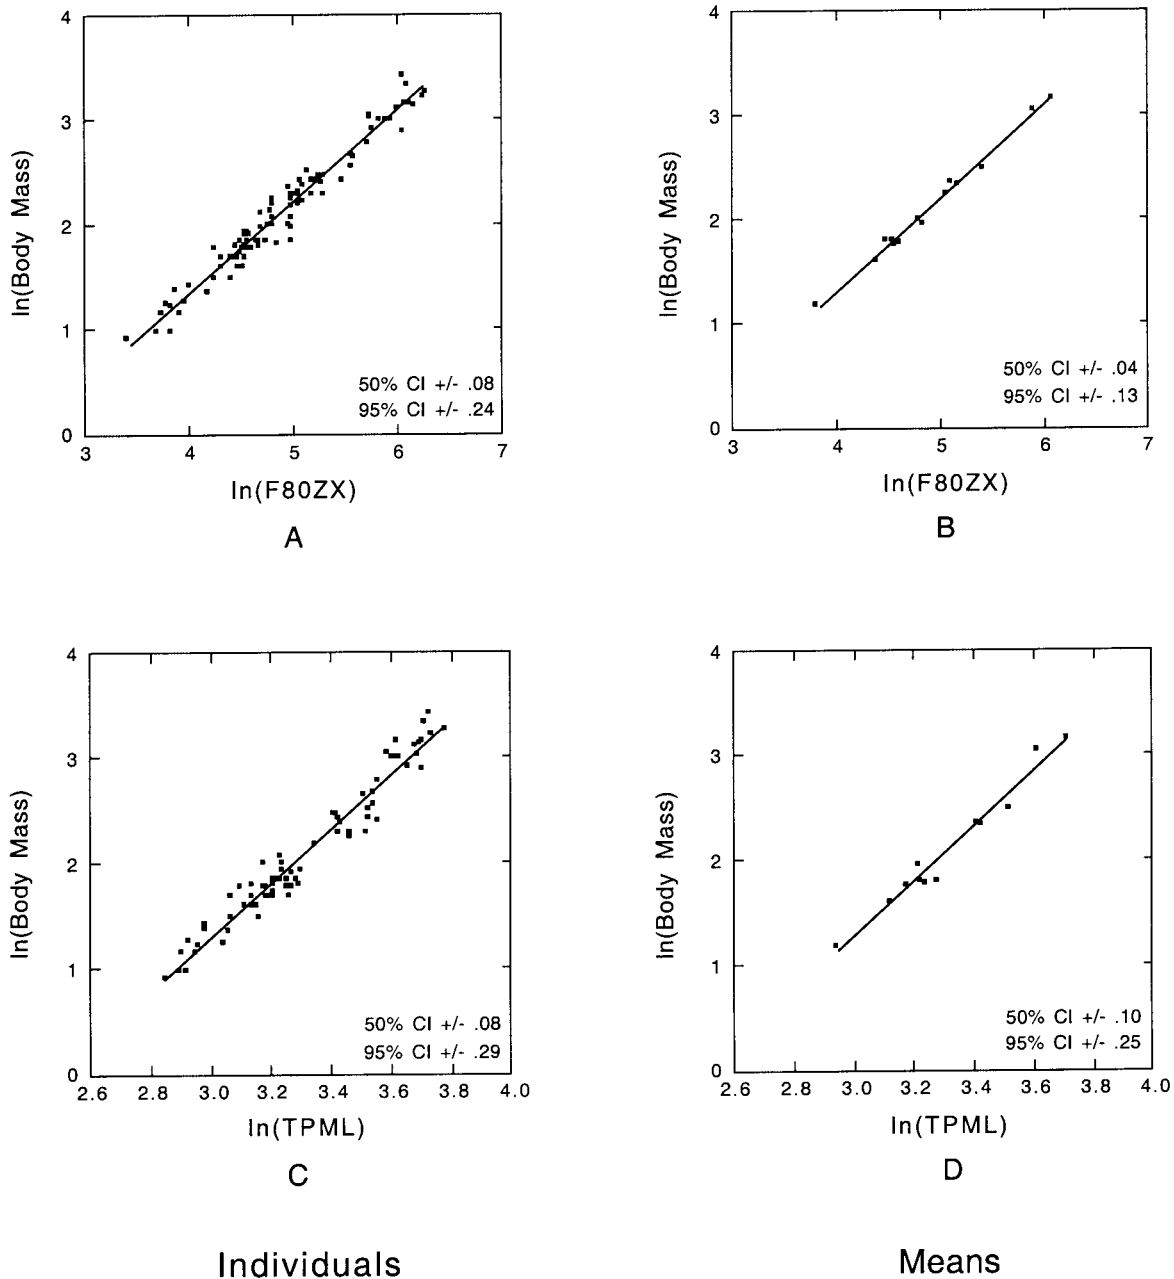 4
3
2
1
0
ln(Body Mass)
50% CI +/- .08
95% CI +/- .24
3 4 5 6 7
ln(F80ZX)
A
4
3
2
1
0
ln(Body Mass)
50% CI +/- .04
95% CI +/- .13
3 4 5 6 7
ln(F80ZX)
B
4
3
2
1
0
ln(Body Mass)
50% CI +/- .08
95% CI +/- .29
2.6 2.8 3.0 3.2 3.4 3.6 3.8 4.0
ln(TPML)
C
4
3
2
1
0
ln(Body Mass)
50% CI +/- .10
95% CI +/- .25
2.6 2.8 3.0 3.2 3.4 3.6 3.8 4.0
ln(TPML)
D
Individuals
Means